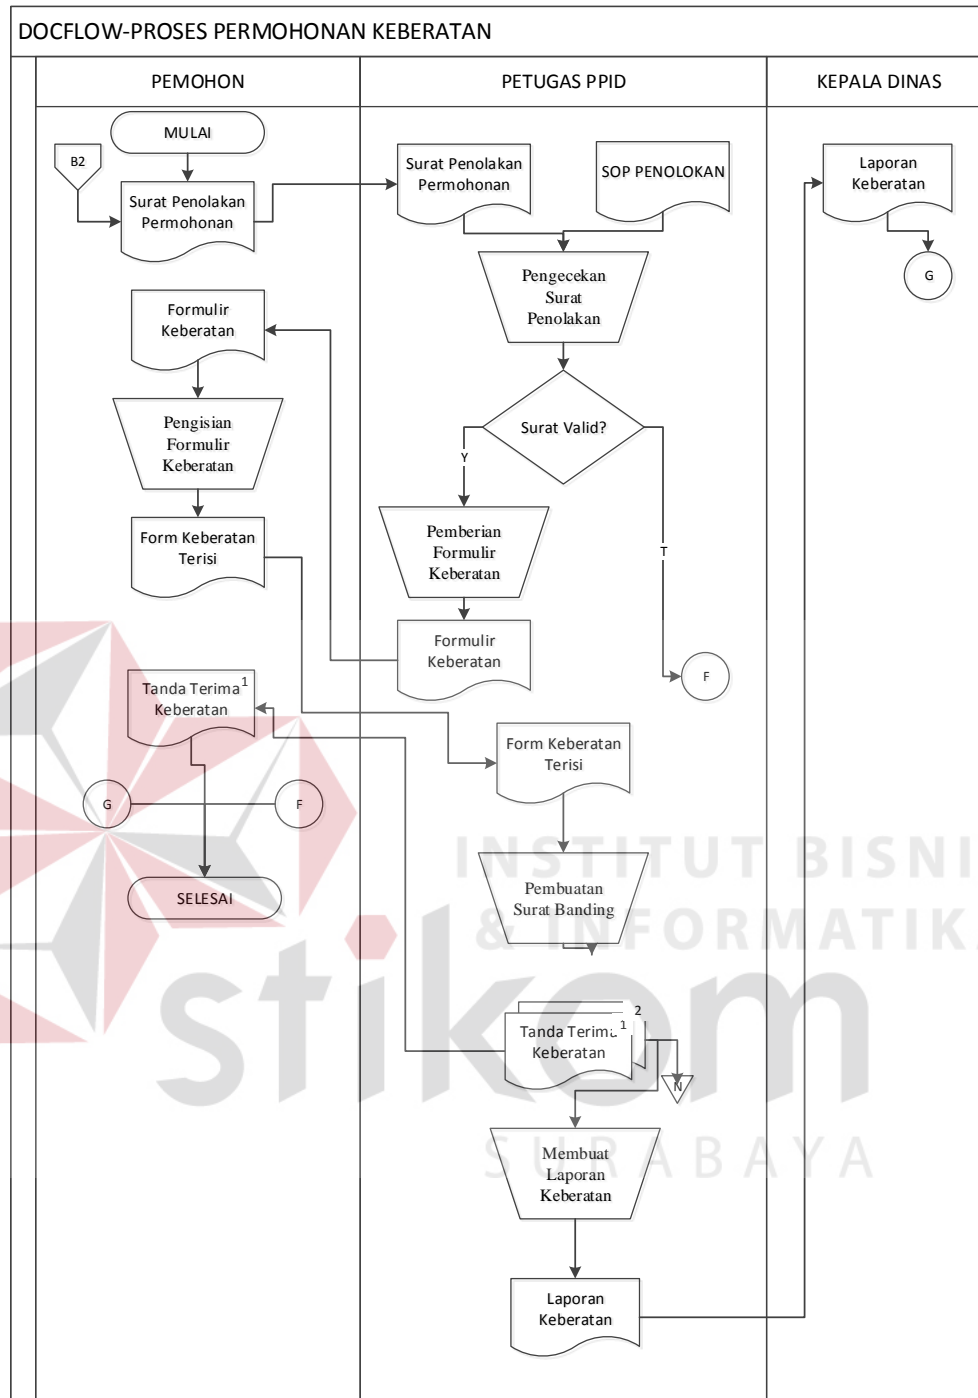 DOCFLOW-PROSES PERMOHONAN KEBERATAN
PEMOHON
PETUGAS PPID
KEPALA DINAS
MULAI
B2
Surat Penolakan
Permohonan
Formulir
Keberatan
Pengisian
Formulir
Keberatan
Form Keberatan
Terisi
Tanda Terima 1
Keberatan
G
F
SELESAI
Surat Penolakan
Permohonan
SOP PENOLOKAN
Pengecekan
Surat
Penolakan
Surat Valid?
Y
T
Pemberian
Formulir
Keberatan
Formulir
Keberatan
F
Form Keberatan
Terisi
Pembuatan
Surat Banding
2
Tanda Terima 1
Keberatan
N
Membuat
Laporan
Keberatan
Laporan
Keberatan
Laporan
Keberatan
G
INSTITUT BISNI
& INFORMATIKA
stikom
SURABAYA